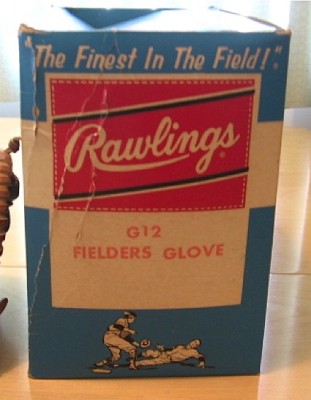 "The Finest In The Field!".
Rawlings
G12
FIELDERS GLOVE